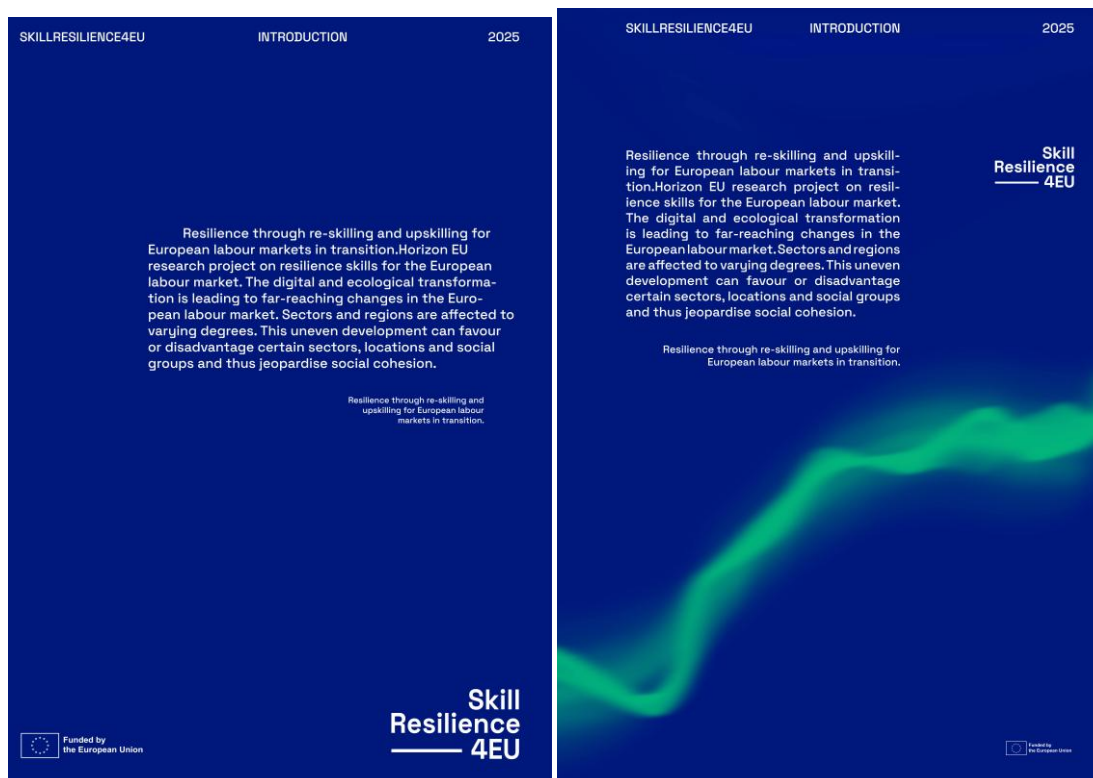 SKILLRESILIENCE4EU INTRODUCTION 2025
Resilience through re-skilling and upskilling for
European labour markets in transition.Horizon EU
research project on resilience skills for the European
labour market. The digital and ecological transforma-
tion is leading to far-reaching changes in the Euro-
pean labour market. Sectors and regions are affected to
varying degrees. This uneven development can favour
or disadvantage certain sectors, locations and social
groups and thus jeopardise social cohesion.
Resilience through re-skilling and
upskilling for European labour
markets in transition.
Funded by
the European Union
Skill
Resilience
4EU
SKILLRESILIENCE4EU INTRODUCTION 2025
Resilience through re-skilling and upskill-
ing for European labour markets in transi-
tion.Horizon EU research project on resil-
ience skills for the European labour market.
The digital and ecological transformation
is leading to far-reaching changes in the
European labour market. Sectors and regions
are affected to varying degrees. This uneven
development can favour or disadvantage
certain sectors, locations and social groups
and thus jeopardise social cohesion.
Skill
Resilience
4EU
Resilience through re-skilling and upskilling for
European labour markets in transition.
Funded by
the European Union